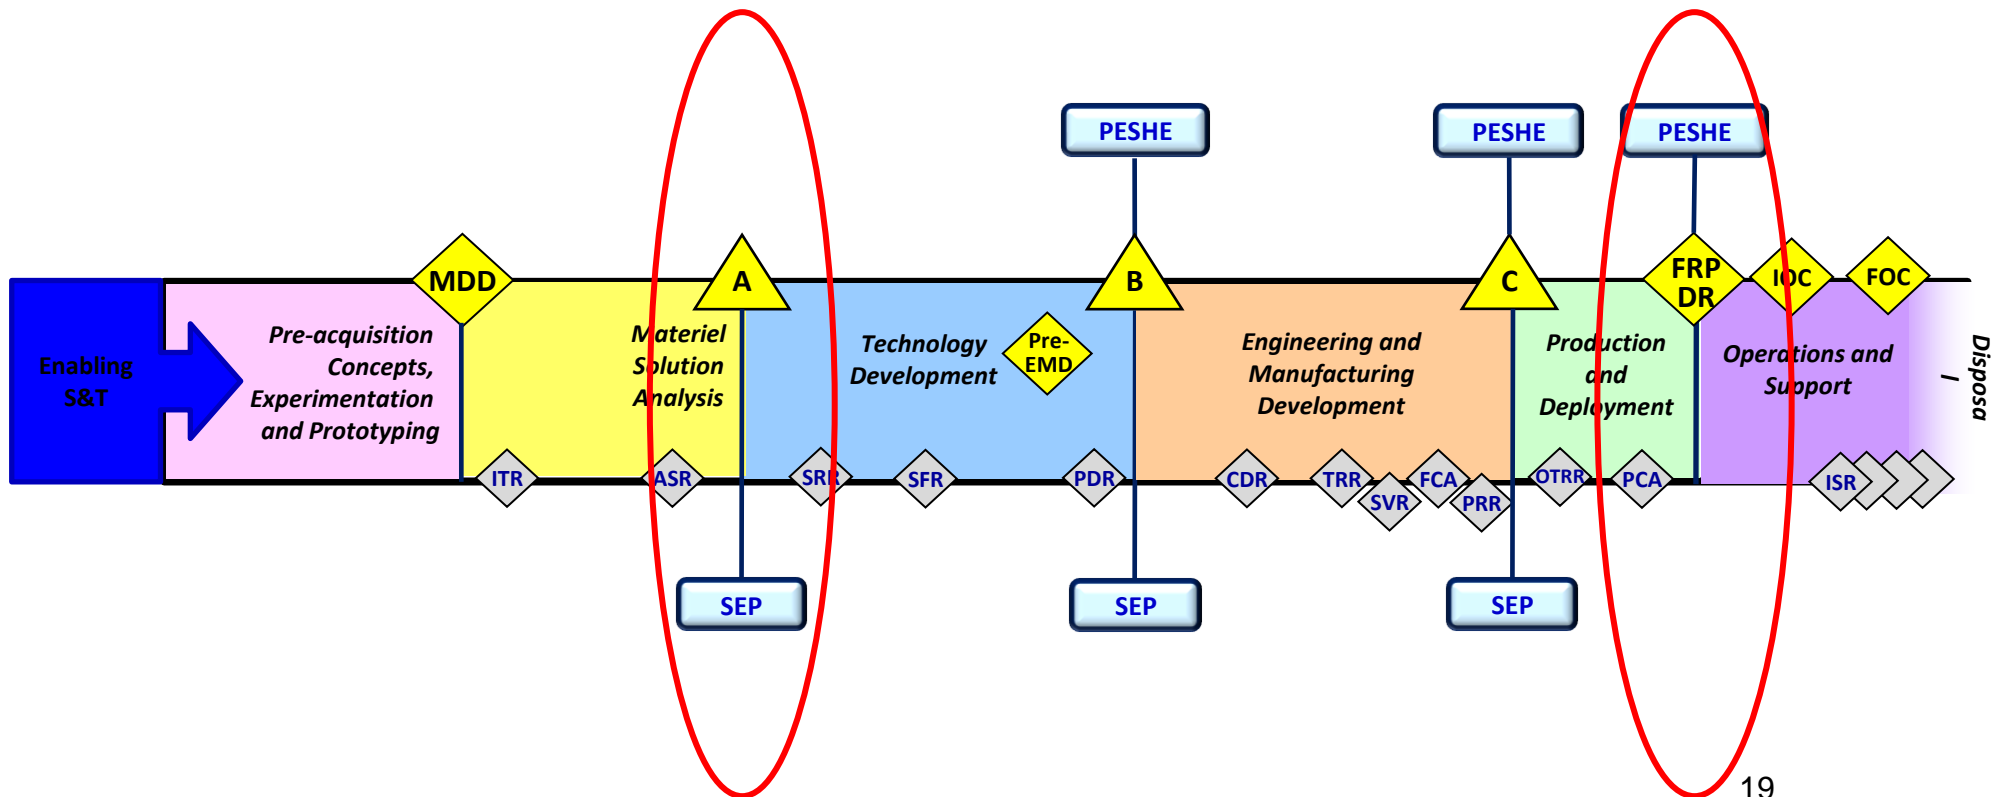 PESHE
PESHE
PESHE
MDD
A
B
C
FRP
DR
IOC
FOC
Enabling
S&T
Pre-acquisition
Concepts,
Experimentation
and Prototyping
Materiel
Solution
Analysis
Technology
Development
Pre-
EMD
Engineering and
Manufacturing
Development
Production
and
Deployment
Operations and
Support
Disposa
l
ITR
ASR
SRR
SFR
PDR
CDR
TRR
SVR
FCA
PRR
OTRR
PCA
ISR
SEP
SEP
SEP
19